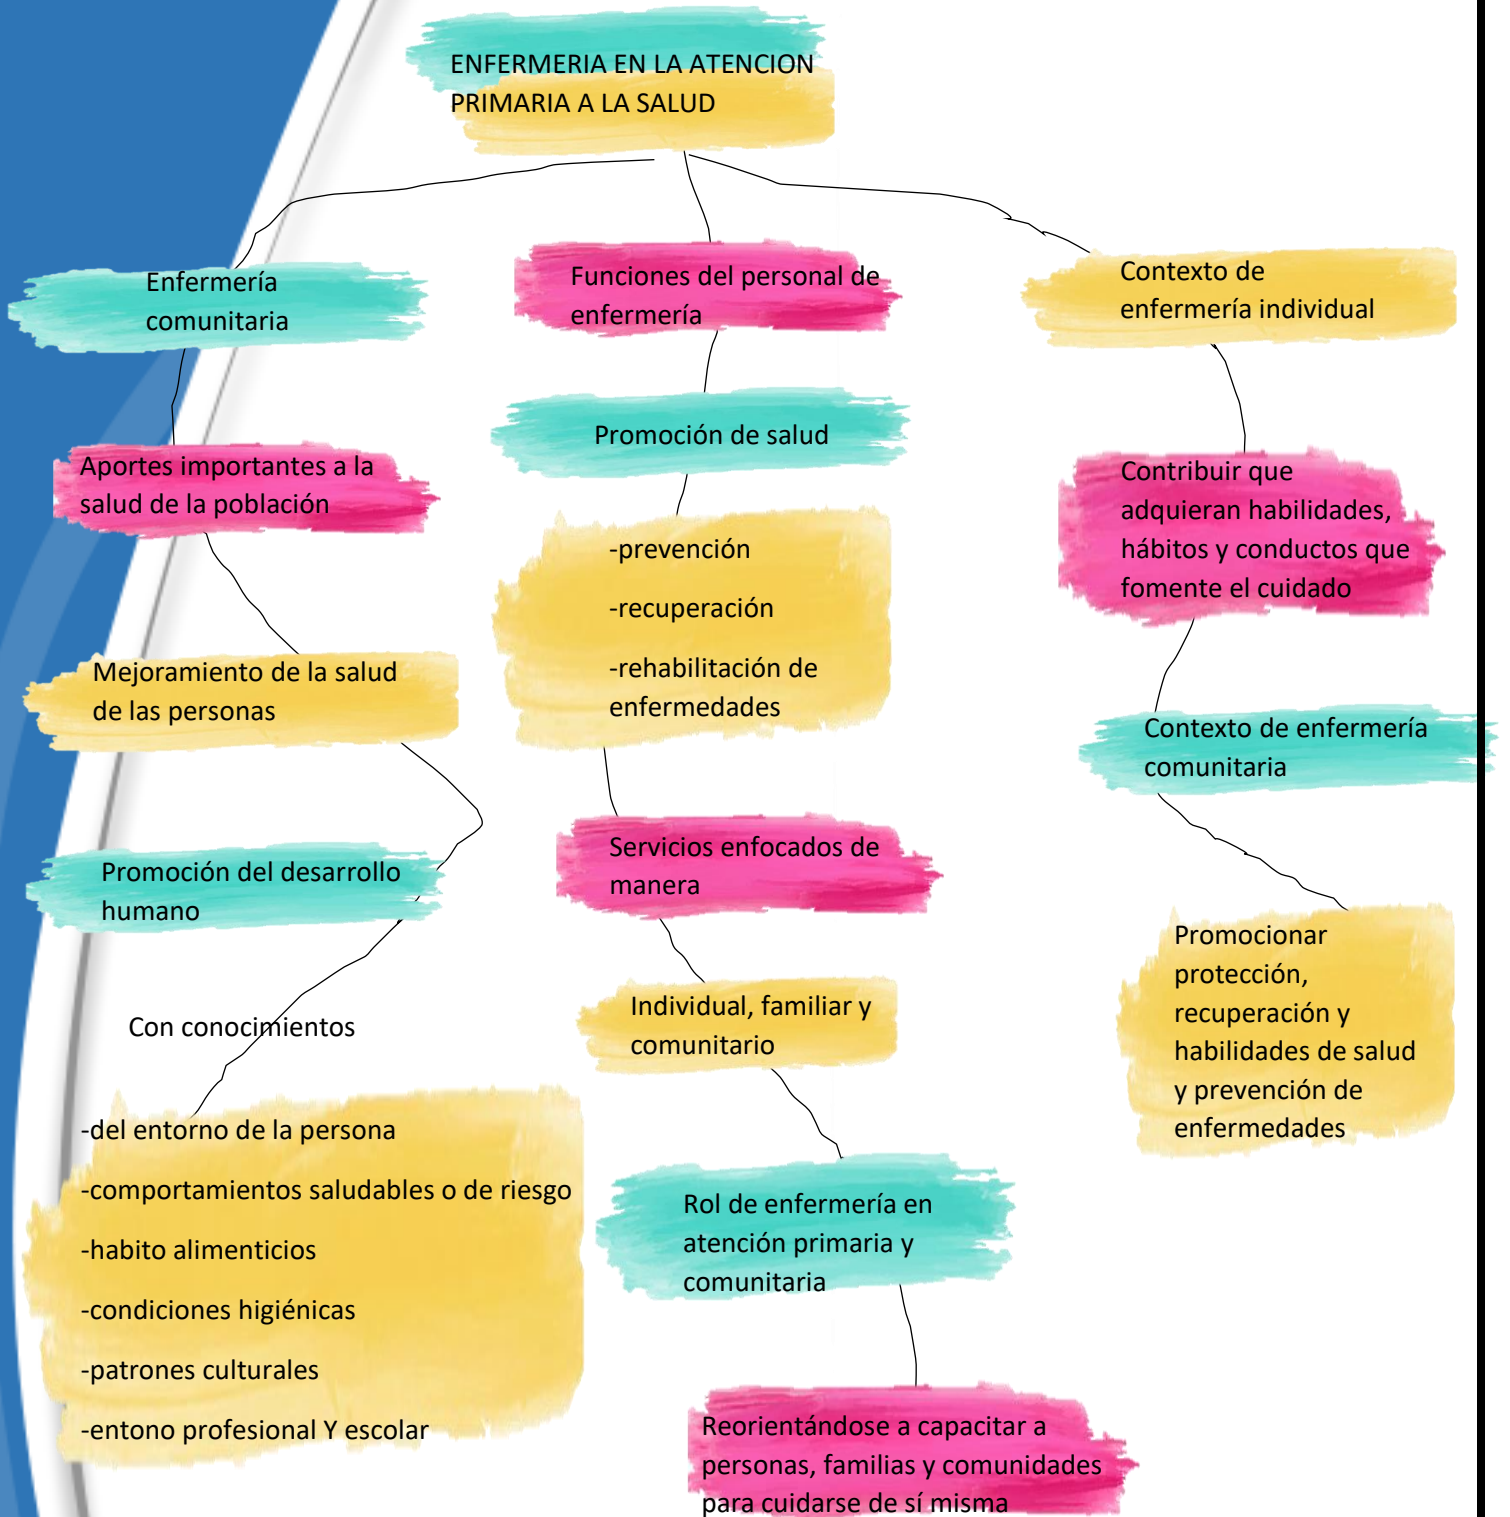 ENFERMERIA EN LA ATENCION
PRIMARIA A LA SALUD
Enfermería
comunitaria
Aportes importantes a la
salud de la población
Mejoramiento de la salud
de las personas
Promoción del desarrollo
humano
Con conocimientos
-del entorno de la persona
-comportamientos saludables o de riesgo
-habito alimenticios
-condiciones higiénicas
-patrones culturales
-entono profesional Y escolar
Funciones del personal de
enfermería
Promoción de salud
-prevención
-recuperación
-rehabilitación de
enfermedades
Servicios enfocados de
manera
Individual, familiar y
comunitario
Rol de enfermería en
atención primaria y
comunitaria
Reorientándose a capacitar a
personas, familias y comunidades
para cuidarse de sí misma
Contexto de
enfermería individual
Contribuir que
adquieran habilidades,
hábitos y conductos que
fomente el cuidado
Contexto de enfermería
comunitaria
Promocionar
protección,
recuperación y
habilidades de salud
y prevención de
enfermedades